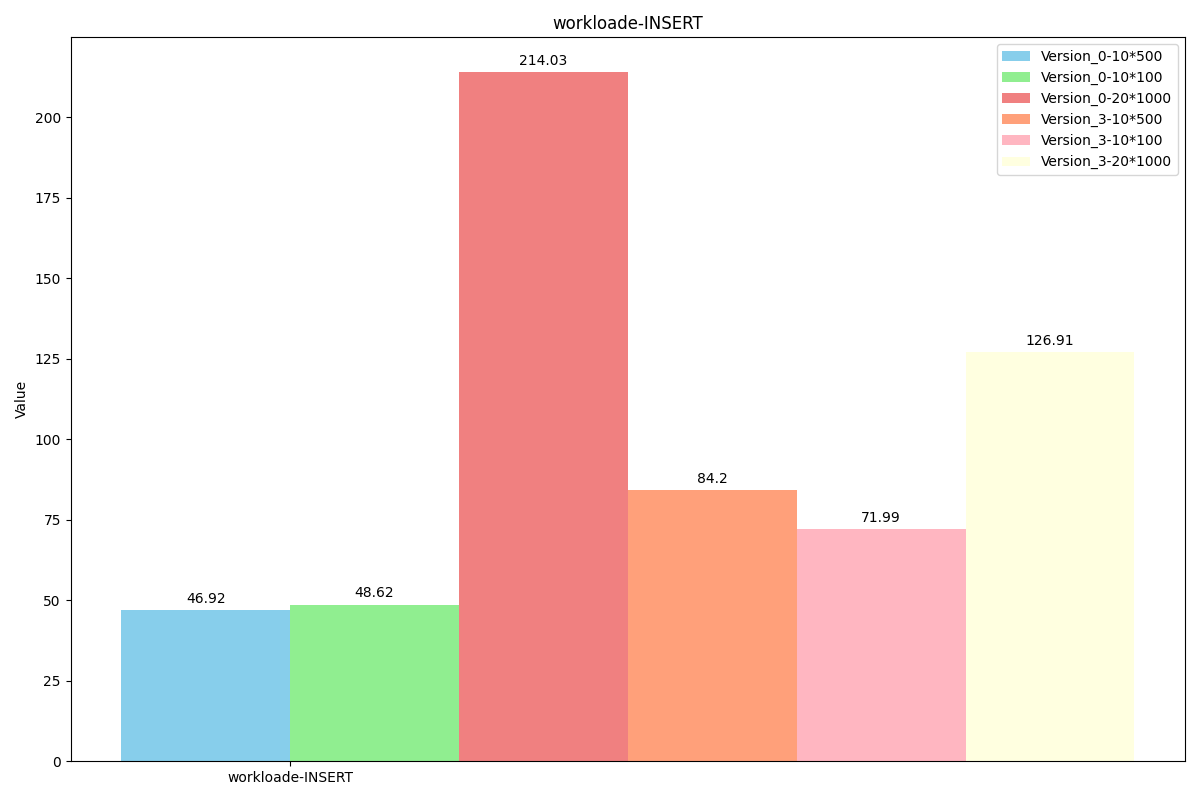 workloade-INSERT
Version_0-10*500
Version_0-10*100
Version_0-20*1000
Version_3-10*500
Version_3-10*100
Version_3-20*1000
Value
200
175
150
125
100
75
50
25
0
214.03
126.91
84.2
71.99
46.92
48.62
workloade-INSERT